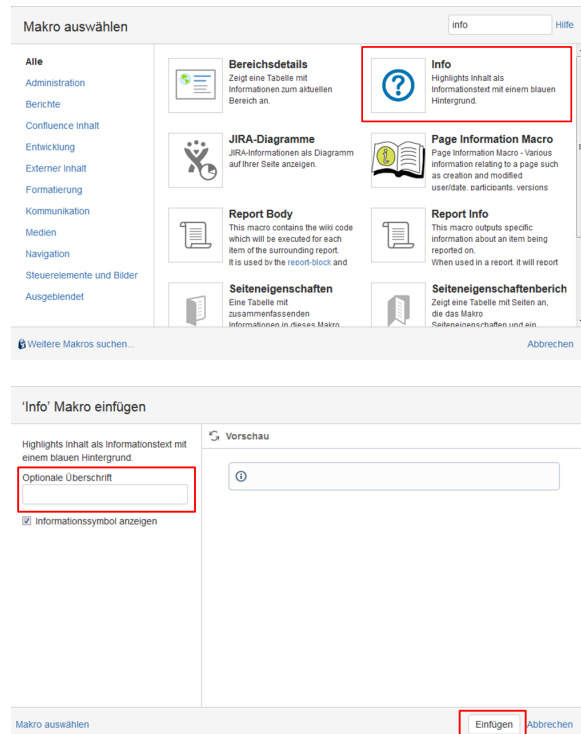 Makro auswählen
info
Hilfe
Alle
Administration
Berichte
Confluence Inhalt
Entwicklung
Externer Inhalt
Formatierung
Kommunikation
Medien
Navigation
Steuerelemente und Bilder
Ausgeblendet
Bereichsdetails
Zeigt eine Tabelle mit
Informationen zum aktuellen
Bereich an.
Info
Highlights Inhalt als
Informationstext mit einem blauen
Hintergrund.
JIRA-Diagramme
JIRA-Informationen als Diagramm
auf Ihrer Seite anzeigen.
Page Information Macro
Page Information Macro - Various
information relating to a page such
as creation and modified
user/date, participants, versions
Report Body
This macro contains the wiki code
which will be executed for each
item of the surrounding report.
It is used by the report-block and
Report Info
This macro outputs specific
information about an item being
reported on.
When used in a report, it will report
Seiteneigenschaften
Eine Tabelle mit
zusammenfassenden
Informationen in dieses Makro
Seiteneigenschaftenberich
Zeigt eine Tabelle mit Seiten an,
die das Makro
Seiteneigenschaften und ein
Weitere Makros suchen...
Abbrechen
'Info' Makro einfügen
Highlights Inhalt als Informationstext mit
einem blauen Hintergrund.
Optionale Überschrift
Informationssymbol anzeigen
Vorschau
Makro auswählen
Einfügen
Abbrechen